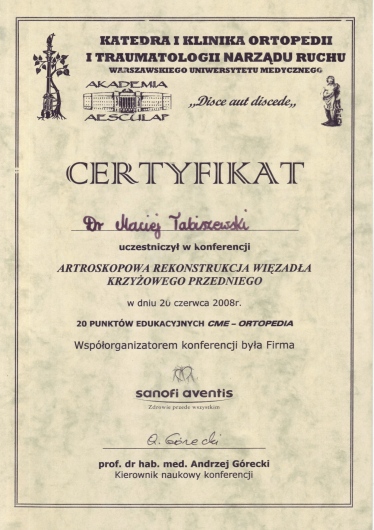 KATEDRA I KLINIKA ORTOPEDII
I TRAUMATOLOGII NARZĄDU RUCHU
WARSZAWSKIEGO UNIWERSYTETU MEDYCZNEGO
AKADEMIA
AESCULAP
„Disce aut discede„
CERTYFIKAT
Dr Maciej Tabiszewski
uczestniczył w konferencji
ARTROSKOPOWA REKONSTRUKCJA WIĘZADŁA
KRZYŻOWEGO PRZEDNIEGO
w dniu 20 czerwca 2008r.
20 PUNKTÓW EDUKACYJNYCH CME – ORTOPEDIA
Współorganizatorem konferencji była Firma
sanofi aventis
Zdrowie przede wszystkim
A. Górecki
prof. dr hab. med. Andrzej Górecki
Kierownik naukowy konferencji